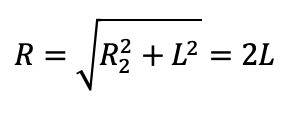 R = √(R₂² + L²) = 2L